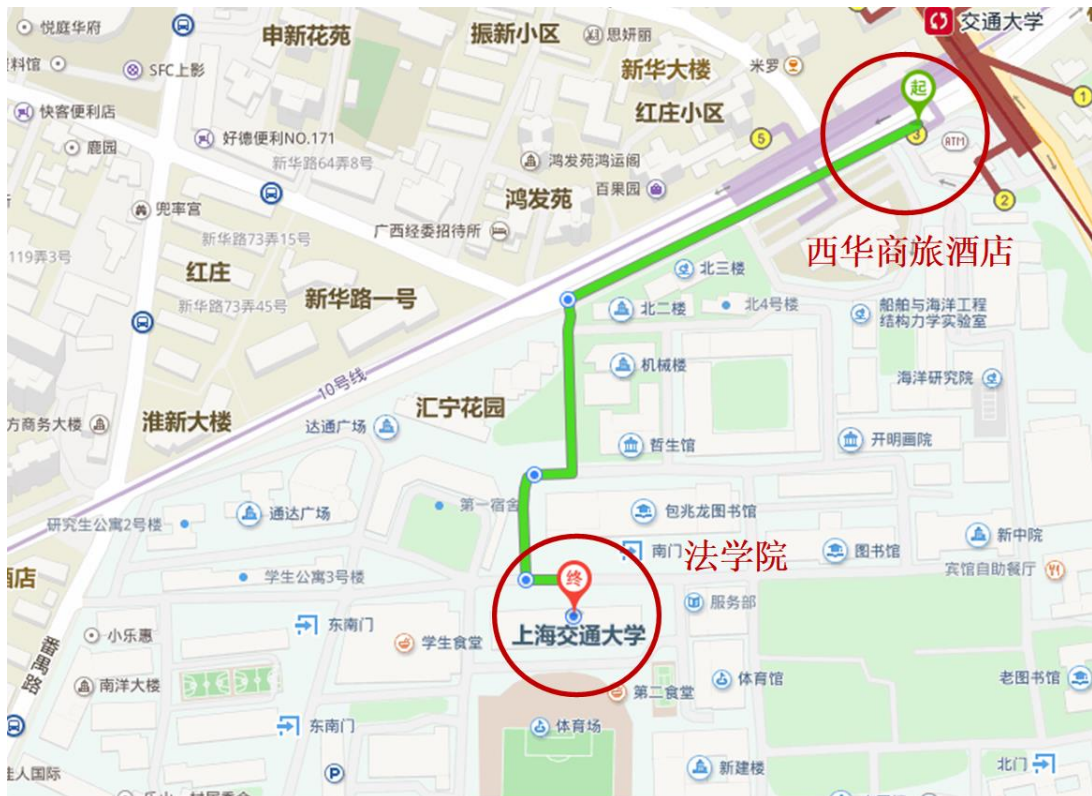 悦庭华府
申新花苑
振新小区
思妍丽
交通大学
料馆
SFC上影
新华大楼
米罗
起
快客便利店
红庄小区
1
好德便利NO.171
5
3
ATM
鹿园
新华路64弄8号
鸿发苑鸿运阁
百果园
2
兜率宫
鸿发苑
广西经委招待所
新华路73弄15号
西华商旅酒店
119弄3号
红庄
北三楼
新华路73弄45号
新华路一号
北二楼
北4号楼
船舶与海洋工程
结构力学实验室
机械楼
10号线
海洋研究院
方商务大楼
淮新大楼
汇宁花园
达通广场
哲生馆
开明画院
第一宿舍
包兆龙图书馆
研究生公寓2号楼
通达广场
新中院
南门
法学院
图书馆
酒店
学生公寓3号楼
终
宾馆自助餐厅
服务部
番禺路
小乐惠
东南门
学生食堂
上海交通大学
南洋大楼
第二食堂
体育馆
老图书馆
东南门
体育场
佳人国际
P
新建楼
北门